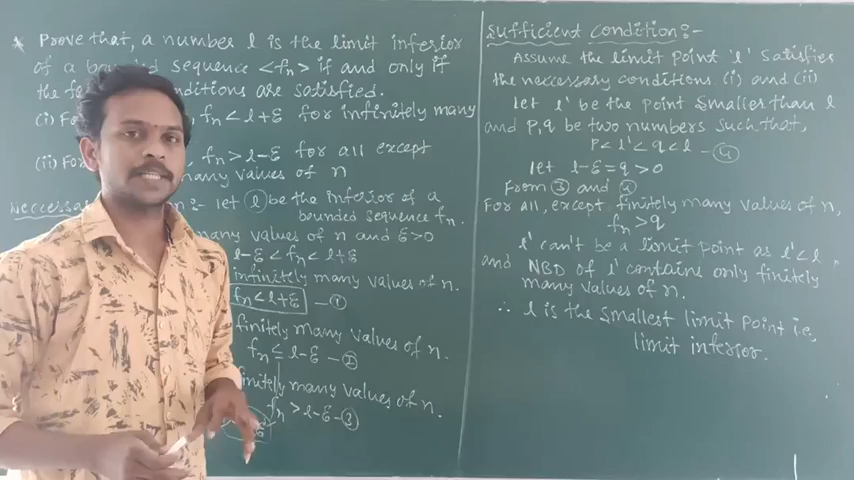 * Prove that, a number l is the limit inferior
of a bounded sequence <fn> if and only if
the conditions are satisfied.
(i) Fo fn < l+ε for infinitely many
(ii) For fn > l-ε for all except
many values of n
Neccessa n :- let l be the inferior of a
bounded sequence fn.
many values of n and ε>0
l-ε < fn < l+ε
infinitely many values of n.
fn < l+ε — ①
finitely many values of n.
fn ≤ l-ε — ②
finitely many values of n.
fn > l-ε — ③
Sufficient condition :-
Assume the limit point 'l' satisfies
the neccessary conditions (i) and (ii)
Let l' be the point smaller than l
and p, q be two numbers such that,
p < l' < q < l — ④
let l-ε = q > 0
From ③ and ④
For all, except finitely many values of n,
fn > q
l' can't be a limit point as l' < l
and NBD of l' contains only finitely
many values of n.
∴ l is the smallest limit point i.e.,
limit inferior.